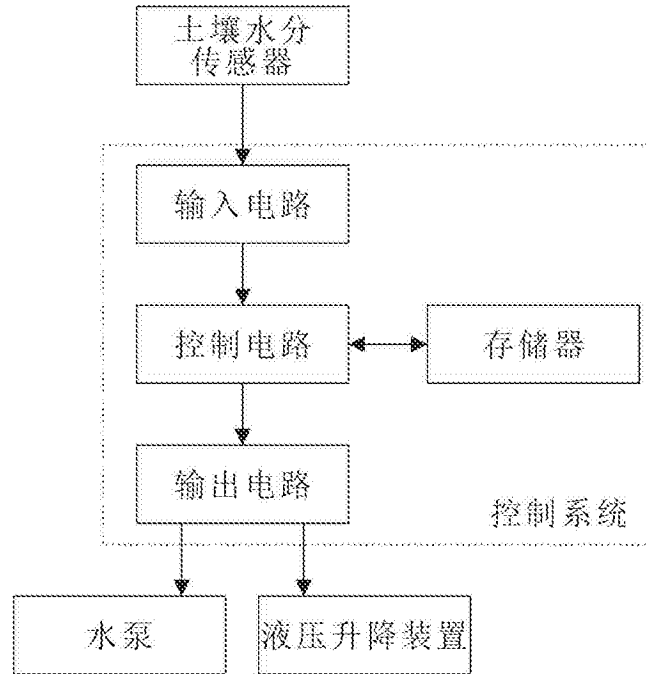 土壤水分
传感器
输入电路
控制电路
存储器
输出电路
控制系统
水泵
液压升降装置